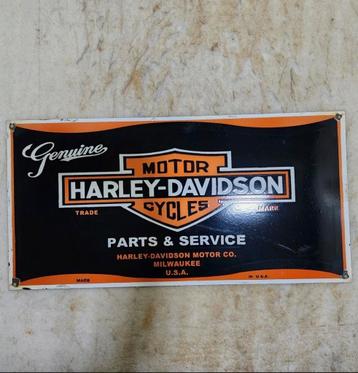 Genuine
MOTOR
HARLEY-DAVIDSON
TRADE CYCLES MARK
PARTS & SERVICE
HARLEY-DAVIDSON MOTOR CO.
MILWAUKEE
U.S.A.
MADE IN U.S.A.